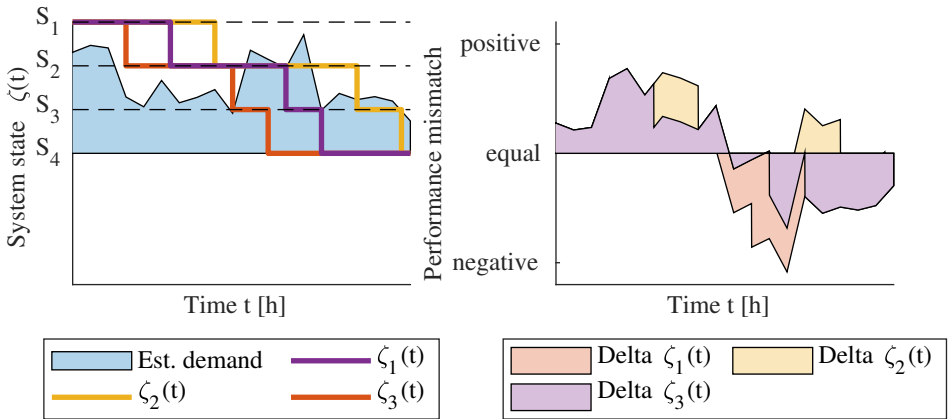 S1
S2
S3
S4
System state ζ(t)
Time t [h]
Est. demand
ζ1(t)
ζ2(t)
ζ3(t)
positive
equal
negative
Performance mismatch
Time t [h]
Delta ζ1(t)
Delta ζ2(t)
Delta ζ3(t)